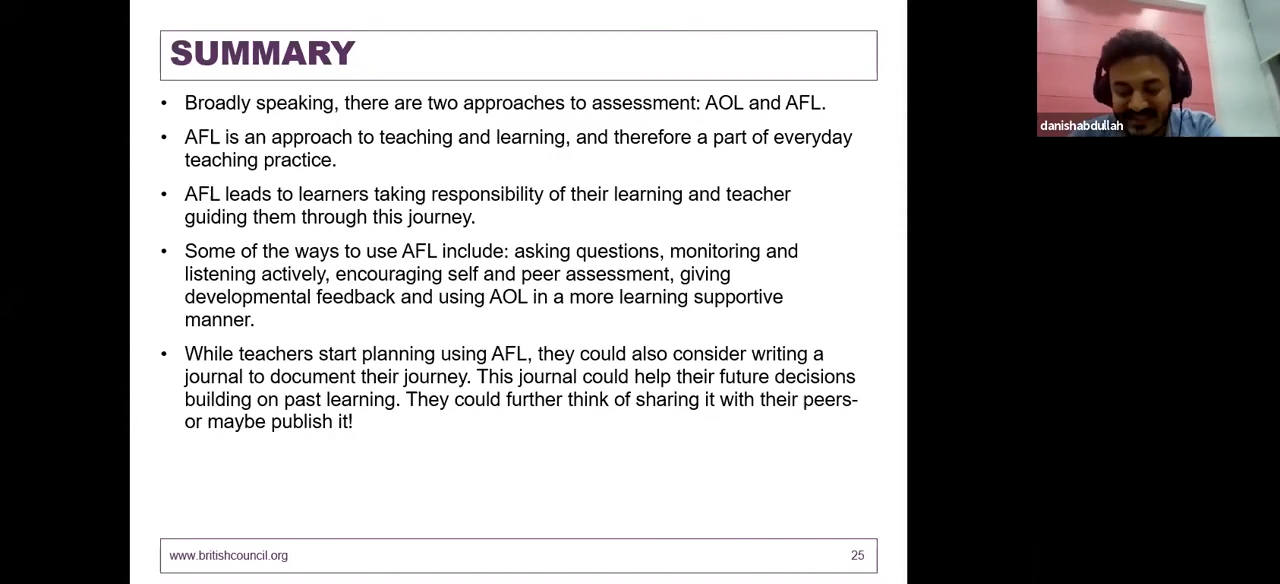 SUMMARY
• Broadly speaking, there are two approaches to assessment: AOL and AFL.
• AFL is an approach to teaching and learning, and therefore a part of everyday
teaching practice.
• AFL leads to learners taking responsibility of their learning and teacher
guiding them through this journey.
• Some of the ways to use AFL include: asking questions, monitoring and
listening actively, encouraging self and peer assessment, giving
developmental feedback and using AOL in a more learning supportive
manner.
• While teachers start planning using AFL, they could also consider writing a
journal to document their journey. This journal could help their future decisions
building on past learning. They could further think of sharing it with their peers-
or maybe publish it!
www.britishcouncil.org
25
danishabdullah